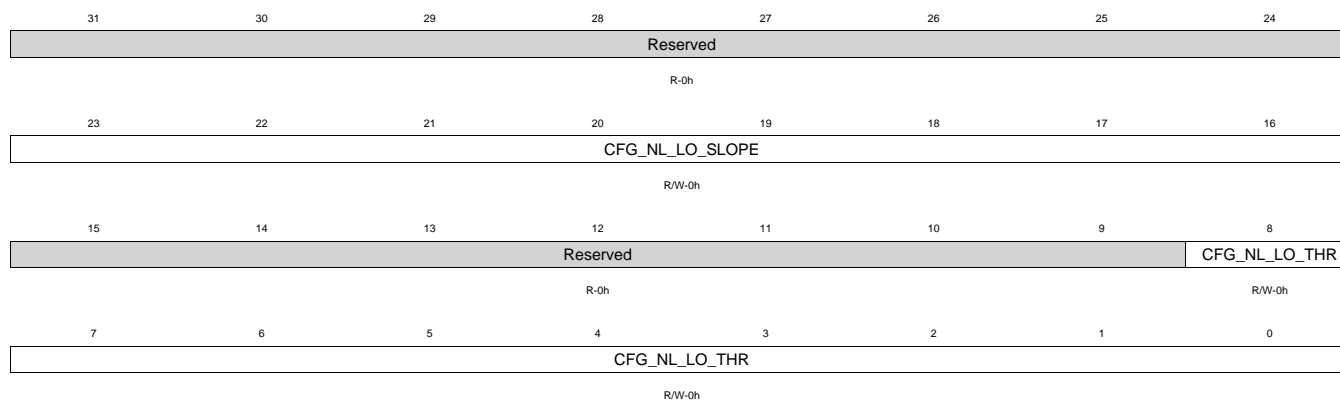 31 30 29 28 27 26 25 24
Reserved
R-0h
23 22 21 20 19 18 17 16
CFG_NL_LO_SLOPE
R/W-0h
15 14 13 12 11 10 9 8
Reserved CFG_NL_LO_THR
R-0h R/W-0h
7 6 5 4 3 2 1 0
CFG_NL_LO_THR
R/W-0h